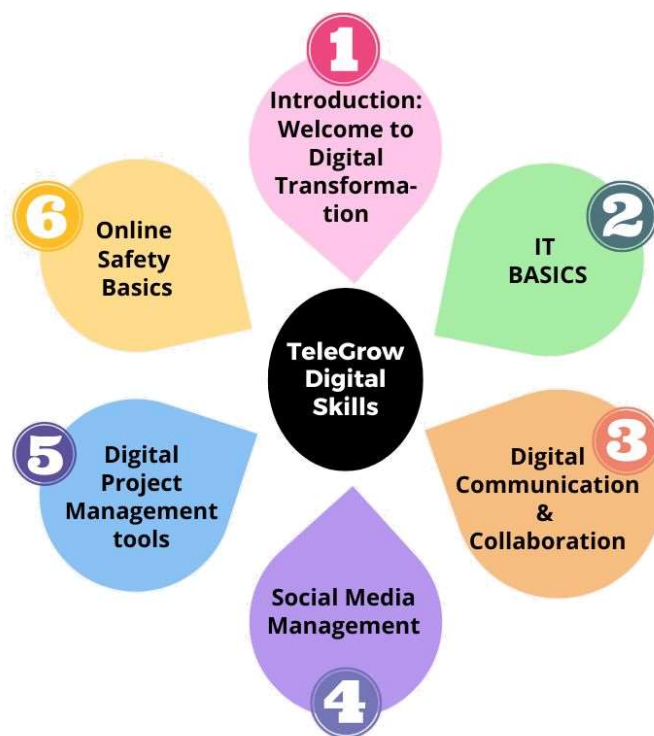 1
Introduction:
Welcome to
Digital
Transforma-
tion
2
IT
BASICS
3
Digital
Communication
&
Collaboration
4
Social Media
Management
5
Digital
Project
Management
tools
6
Online
Safety
Basics
TeleGrow
Digital
Skills